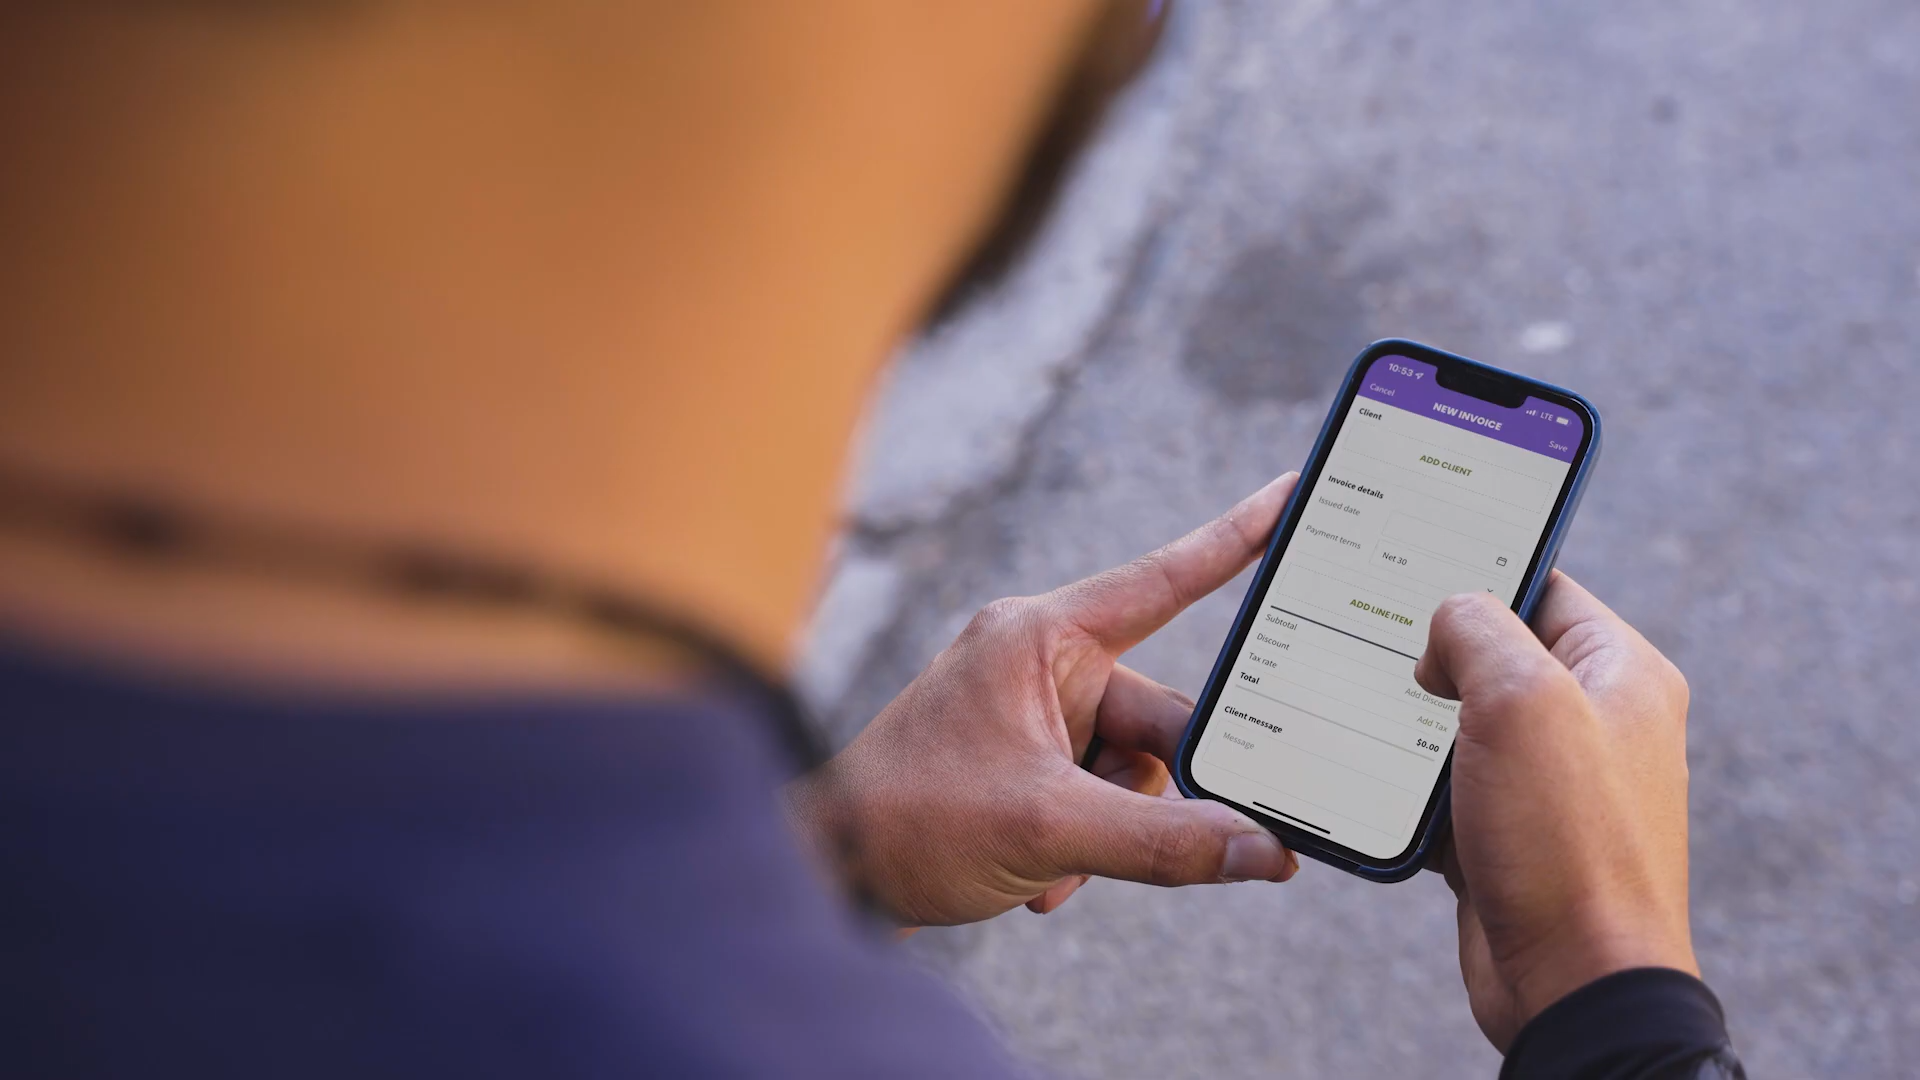 10:53
LTE
Cancel
NEW INVOICE
Save
Client
ADD CLIENT
Invoice details
Issued date
Payment terms
Net 30
ADD LINE ITEM
Subtotal
Discount
Add Discount
Tax rate
Add Tax
Total
$0.00
Client message
Message